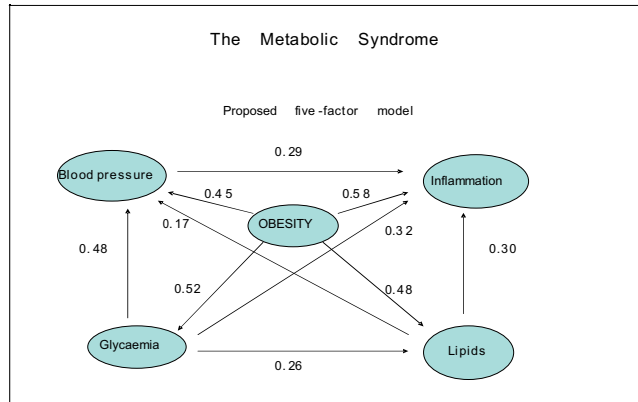 The Metabolic Syndrome
Proposed five-factor model
0.29
Blood pressure
Inflammation
0.45
0.58
OBESITY
0.17
0.32
0.48
0.30
0.52
0.48
Glycaemia
Lipids
0.26